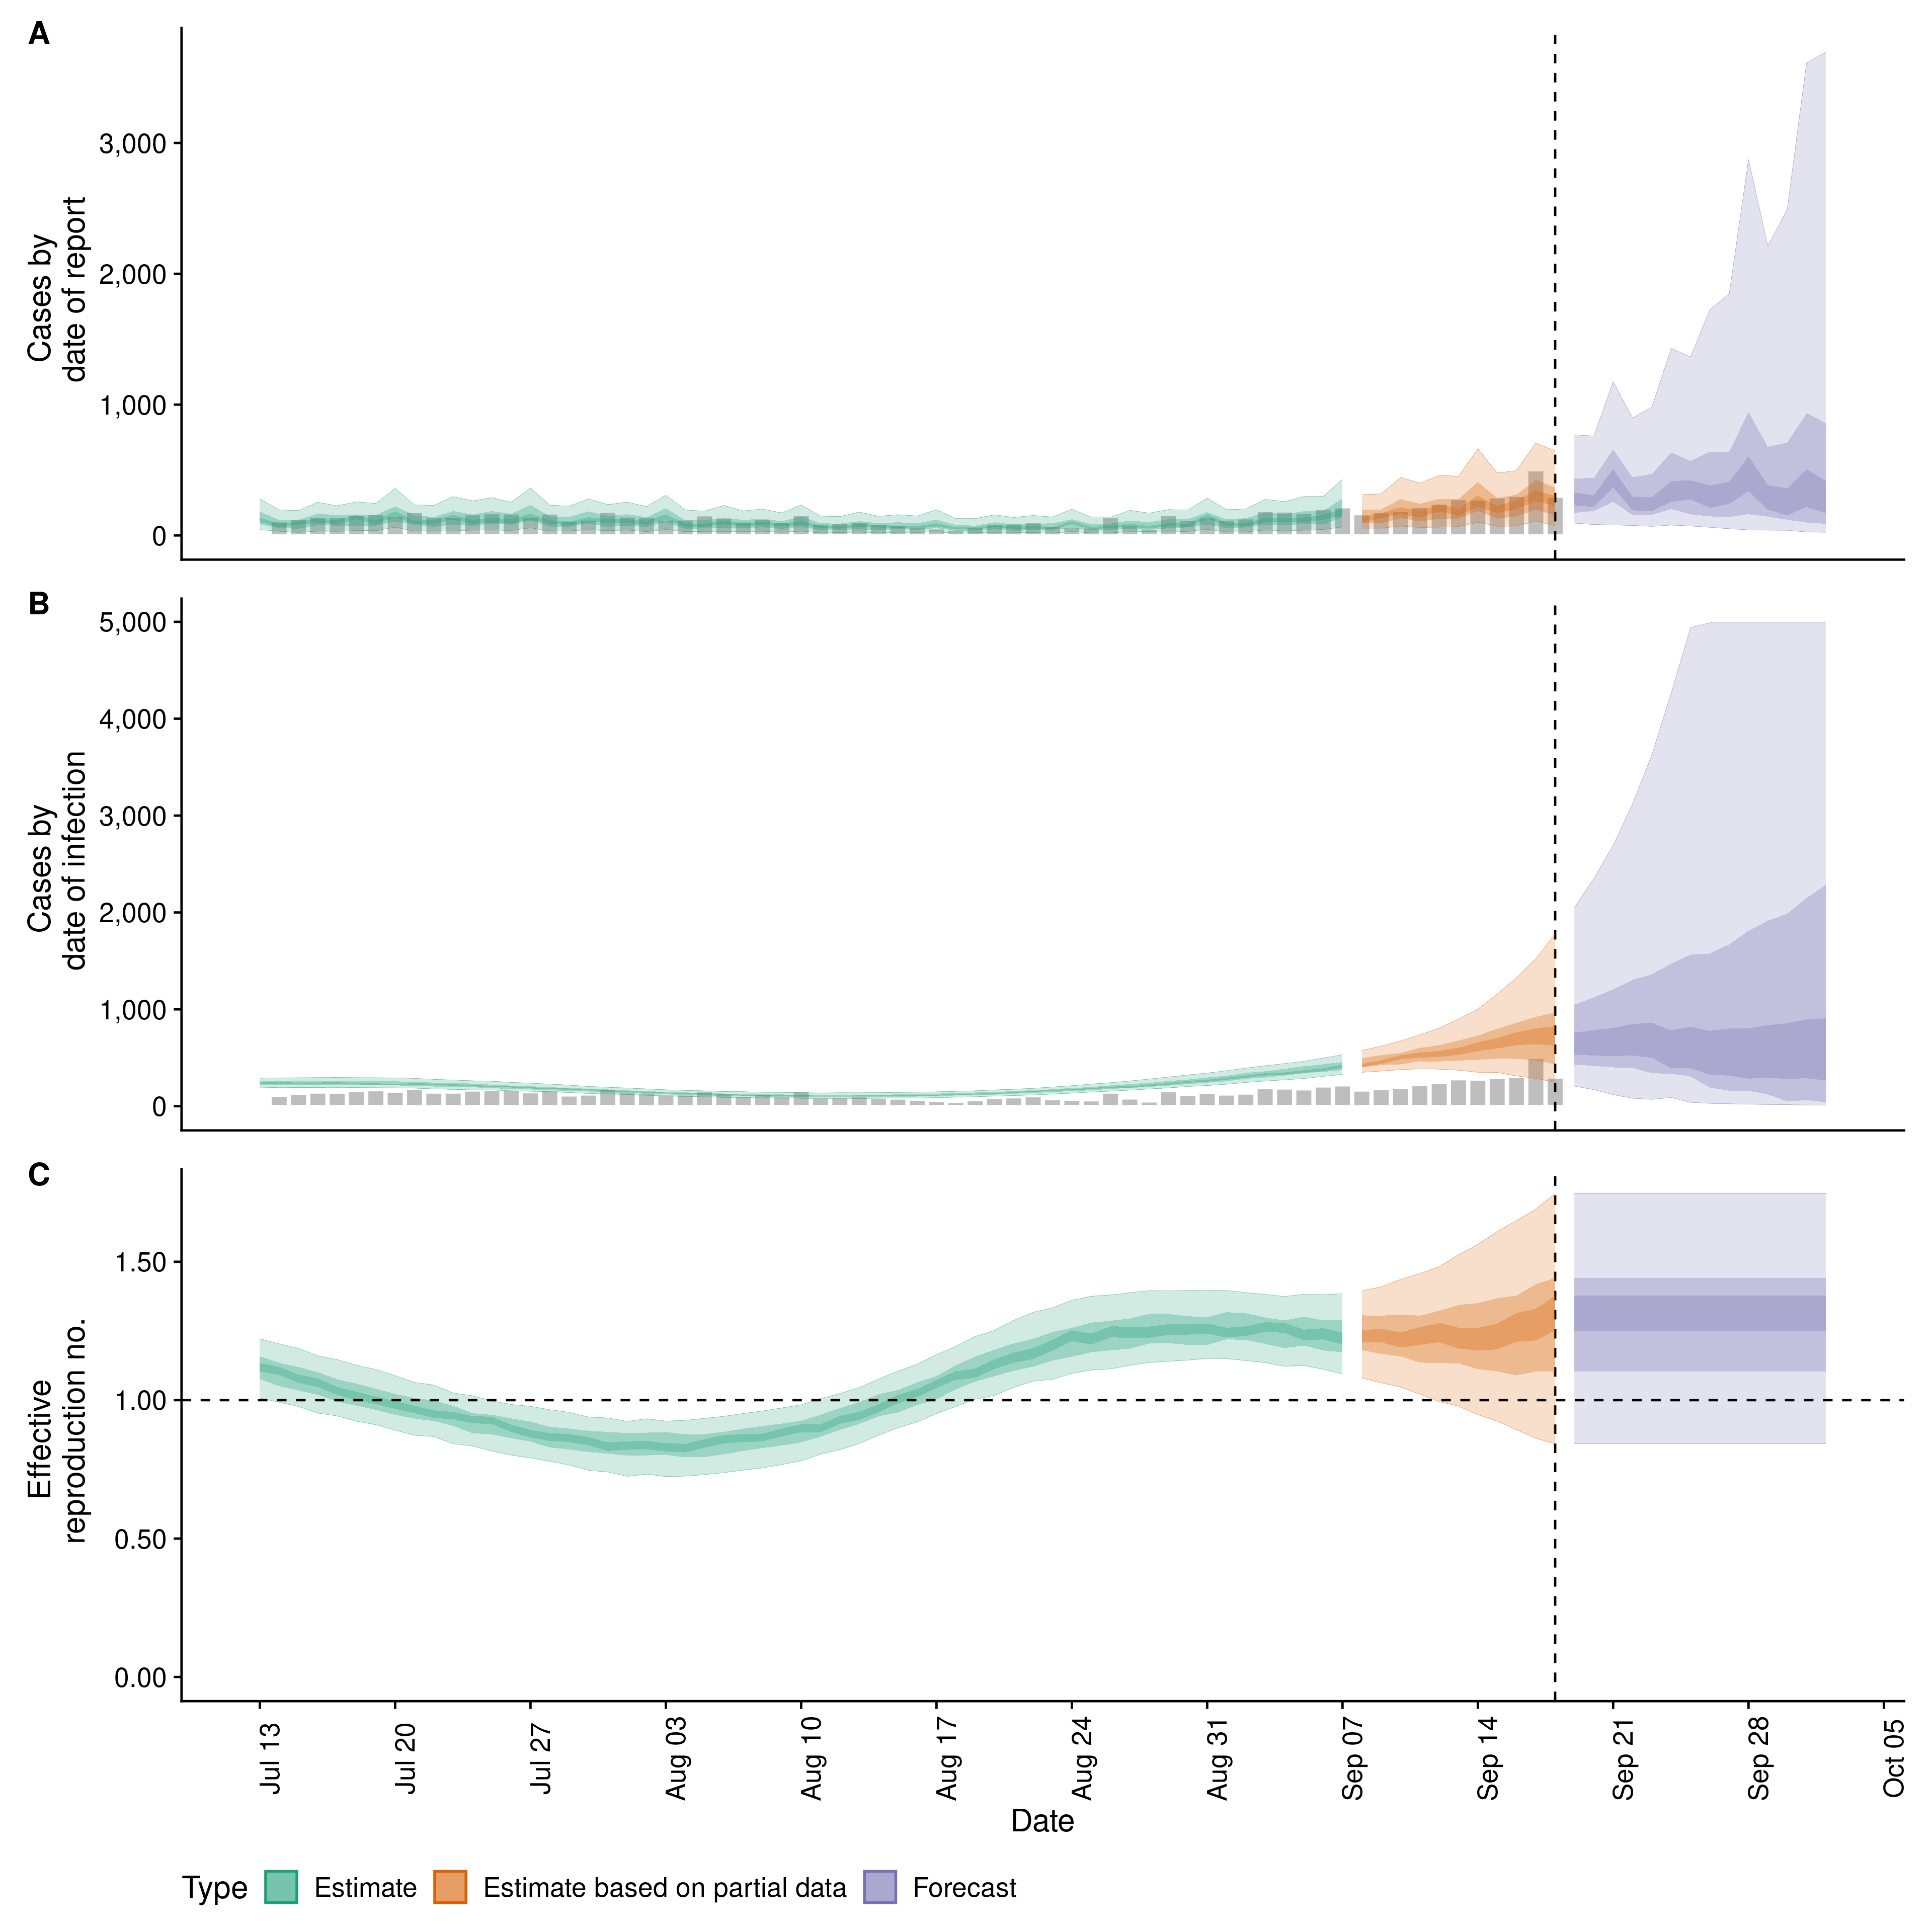 A
Cases by
date of report
3,000
2,000
1,000
0
B
Cases by
date of infection
5,000
4,000
3,000
2,000
1,000
0
C
Effective
reproduction no.
1.50
1.00
0.50
0.00
Jul 13
Jul 20
Jul 27
Aug 03
Aug 10
Aug 17
Aug 24
Aug 31
Sep 07
Sep 14
Sep 21
Sep 28
Oct 05
Date
Type Estimate Estimate based on partial data Forecast